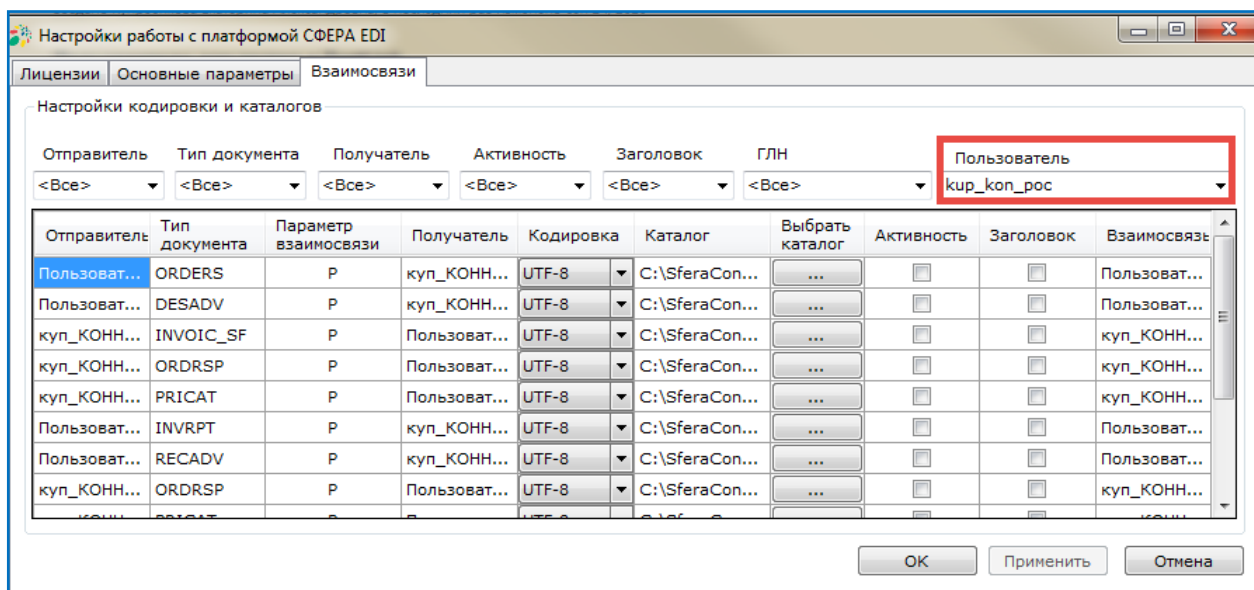 Настройки работы с платформой СФЕРА EDI
Лицензии Основные параметры Взаимосвязи
Настройки кодировки и каталогов
Отправитель Тип документа Получатель Активность Заголовок ГЛН Пользователь
<Все> <Все> <Все> <Все> <Все> <Все> kup_kon_poc
Отправитель Тип документа Параметр взаимосвязи Получатель Кодировка Каталог Выбрать каталог Активность Заголовок Взаимосвязь
Пользоват... ORDERS P куп_КОНН... UTF-8 C:\SferaCon... ... Пользоват...
Пользоват... DESADV P куп_КОНН... UTF-8 C:\SferaCon... ... Пользоват...
куп_КОНН... INVOIC_SF P Пользоват... UTF-8 C:\SferaCon... ... куп_КОНН...
куп_КОНН... ORDRSP P Пользоват... UTF-8 C:\SferaCon... ... куп_КОНН...
куп_КОНН... PRICAT P Пользоват... UTF-8 C:\SferaCon... ... куп_КОНН...
Пользоват... INVRPT P куп_КОНН... UTF-8 C:\SferaCon... ... Пользоват...
Пользоват... RECADV P куп_КОНН... UTF-8 C:\SferaCon... ... Пользоват...
куп_КОНН... ORDRSP P Пользоват... UTF-8 C:\SferaCon... ... куп_КОНН...
OK Применить Отмена